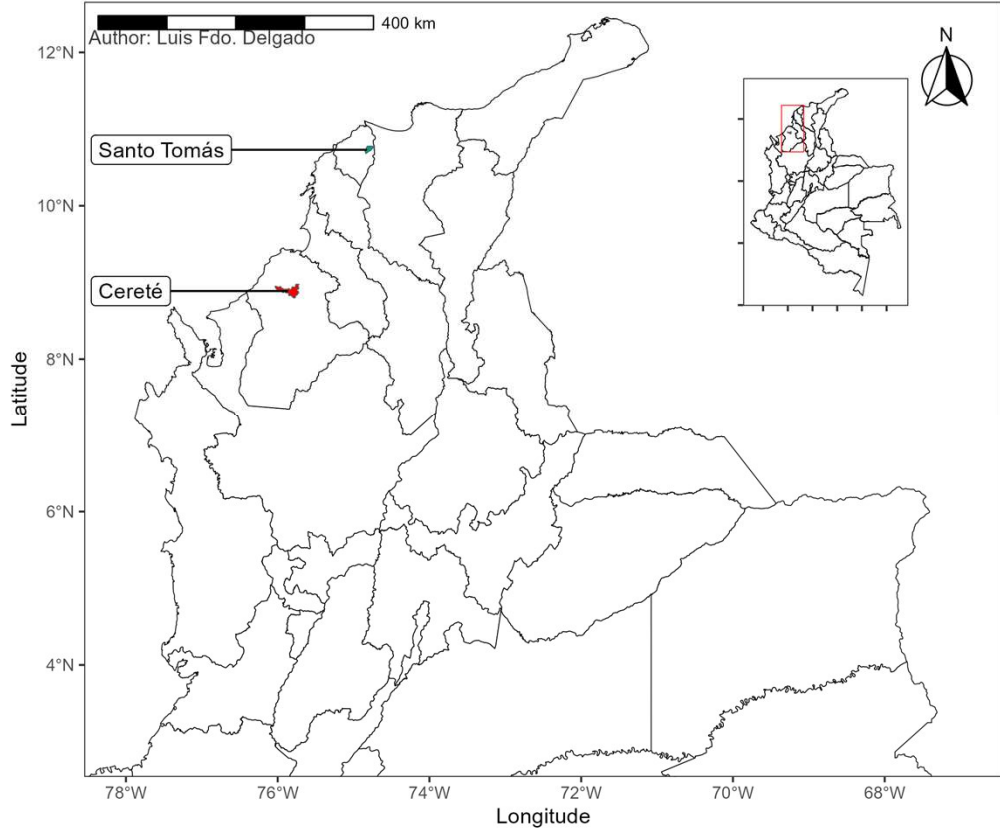 400 km
Author: Luis Fdo. Delgado
N
12°N
Santo Tomás
10°N
Cereté
8°N
Latitude
6°N
4°N
78°W 76°W 74°W 72°W 70°W 68°W
Longitude